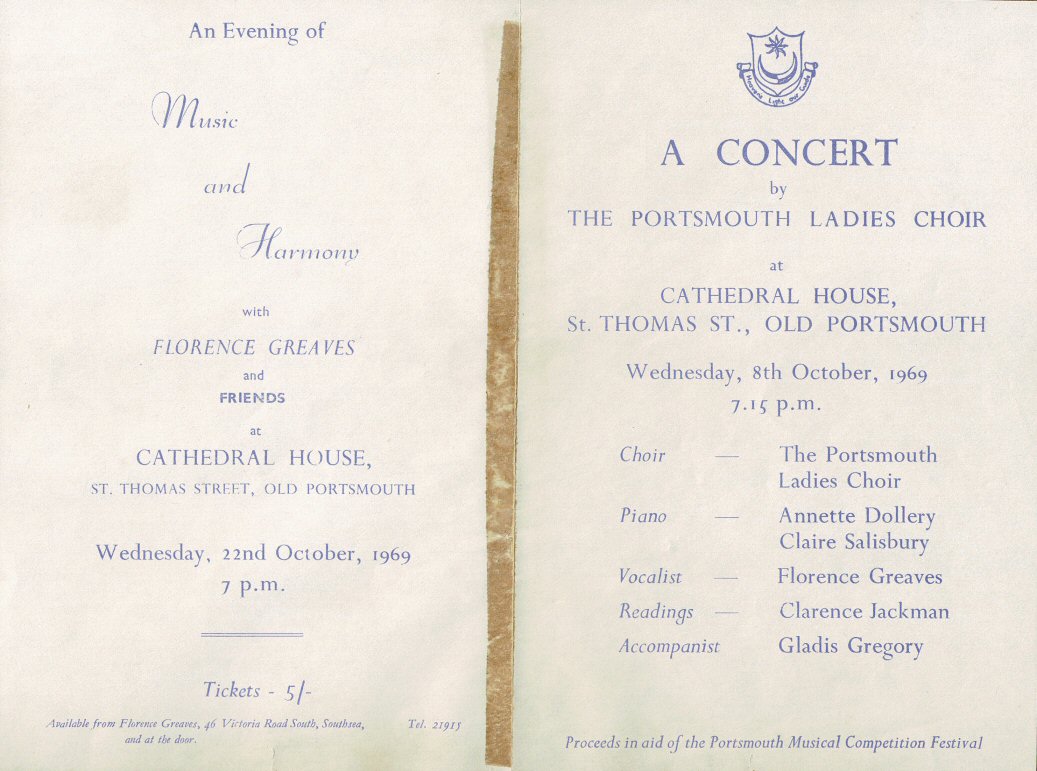 An Evening of
Music
and
Harmony
with
FLORENCE GREAVES
and
FRIENDS
at
CATHEDRAL HOUSE,
ST. THOMAS STREET, OLD PORTSMOUTH
Wednesday, 22nd October, 1969
7 p.m.
Tickets - 5/-
Available from Florence Greaves, 46 Victoria Road South, Southsea, Tel. 21915
and at the door.
Heaven's Light Our Guide
A CONCERT
by
THE PORTSMOUTH LADIES CHOIR
at
CATHEDRAL HOUSE,
St. THOMAS ST., OLD PORTSMOUTH
Wednesday, 8th October, 1969
7.15 p.m.
Choir — The Portsmouth
Ladies Choir
Piano — Annette Dollery
Claire Salisbury
Vocalist — Florence Greaves
Readings — Clarence Jackman
Accompanist Gladis Gregory
Proceeds in aid of the Portsmouth Musical Competition Festival